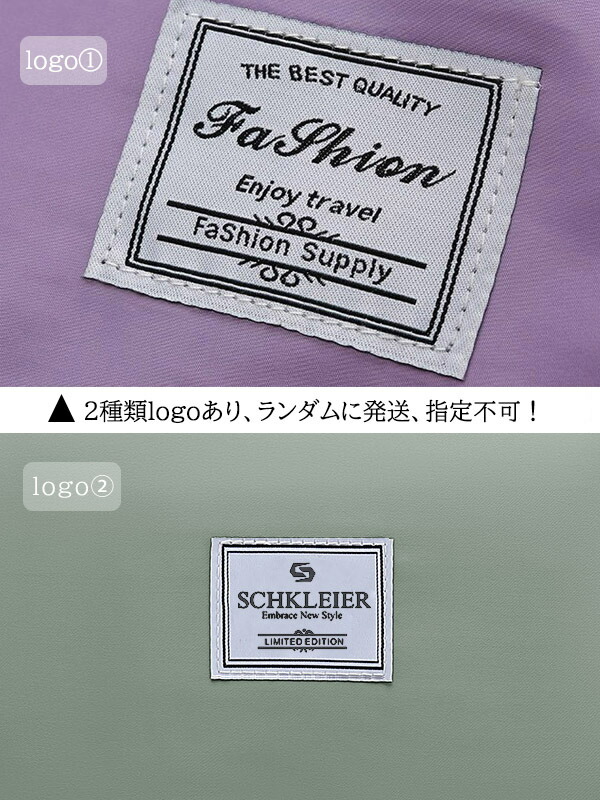 logo①
THE BEST QUALITY
FaShion
Enjoy travel
FaShion Supply
▲ 2種類logoあり、ランダムに発送、指定不可！
logo②
SCHKLEIER
Embrace New Style
LIMITED EDITION